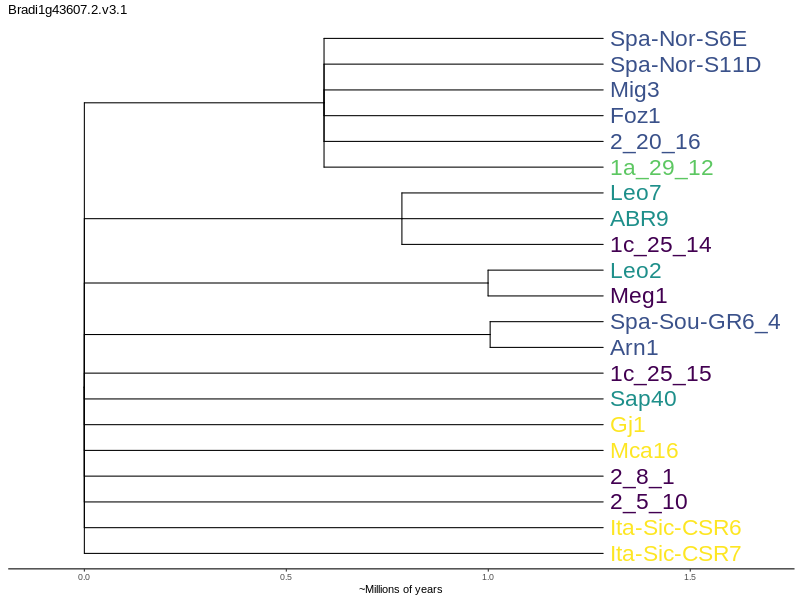 Bradi1g43607.2.v3.1
Spa-Nor-S6E
Spa-Nor-S11D
Mig3
Foz1
2_20_16
1a_29_12
Leo7
ABR9
1c_25_14
Leo2
Meg1
Spa-Sou-GR6_4
Arn1
1c_25_15
Sap40
Gj1
Mca16
2_8_1
2_5_10
Ita-Sic-CSR6
Ita-Sic-CSR7
0.0 0.5 1.0 1.5
~Millions of years